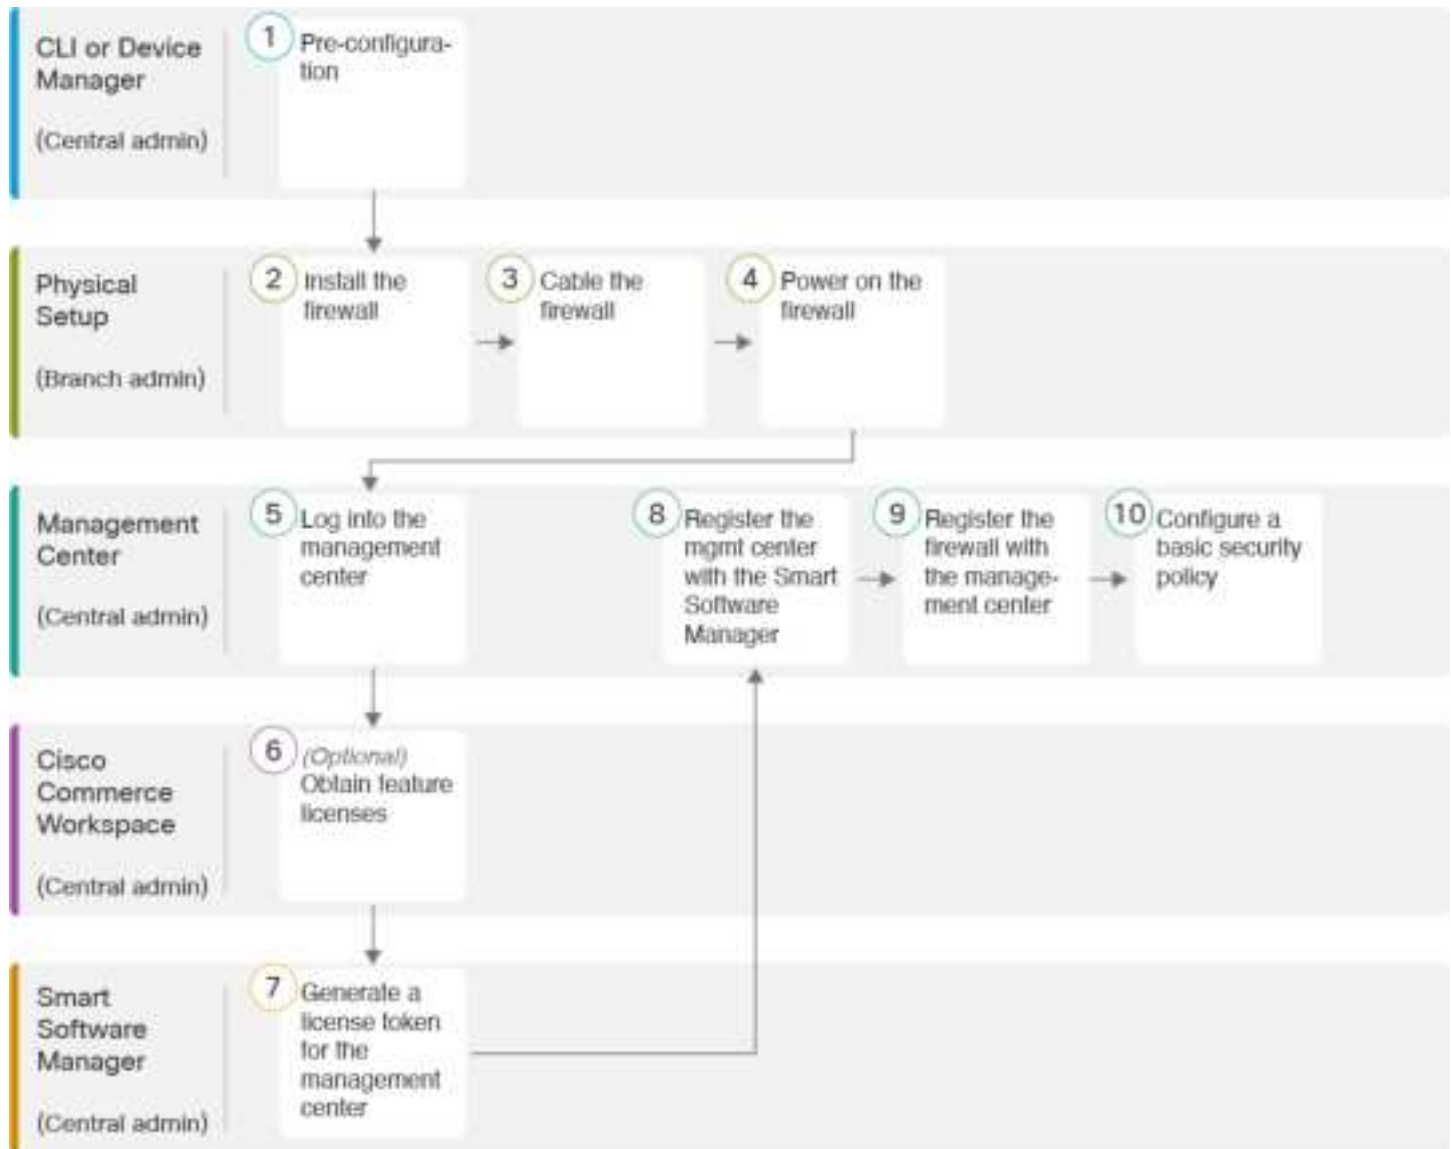 CLI or Device
Manager
(Central admin)
1
Pre-configura-
tion
Physical
Setup
(Branch admin)
2
Install the
firewall
3
Cable the
firewall
4
Power on the
firewall
Management
Center
(Central admin)
5
Log into the
management
center
8
Register the
mgmt center
with the Smart
Software
Manager
9
Register the
firewall with
the manage-
ment center
10
Configure a
basic security
policy
Cisco
Commerce
Workspace
(Central admin)
6
(Optional)
Obtain feature
licenses
Smart
Software
Manager
(Central admin)
7
Generate a
license token
for the
management
center